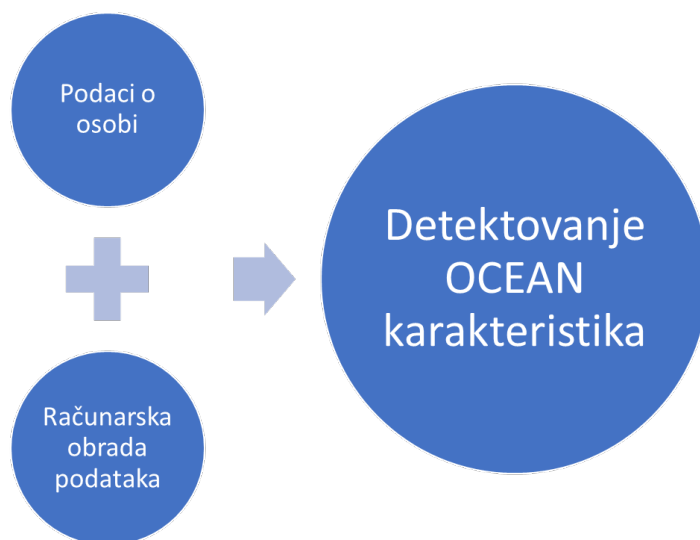 Podaci o
osobi
Računarska
obrada
podataka
Detektovanje
OCEAN
karakteristika